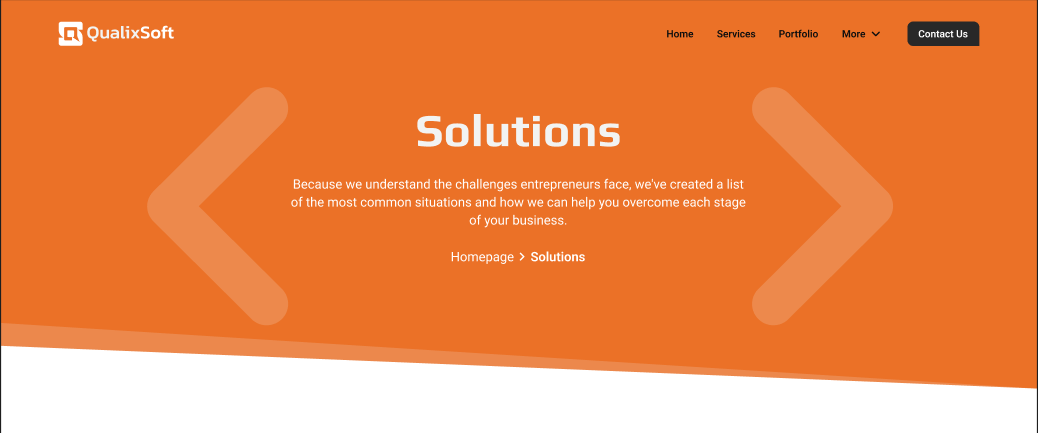 QualixSoft
Home Services Portfolio More Contact Us
Solutions
Because we understand the challenges entrepreneurs face, we've created a list
of the most common situations and how we can help you overcome each stage
of your business.
Homepage > Solutions